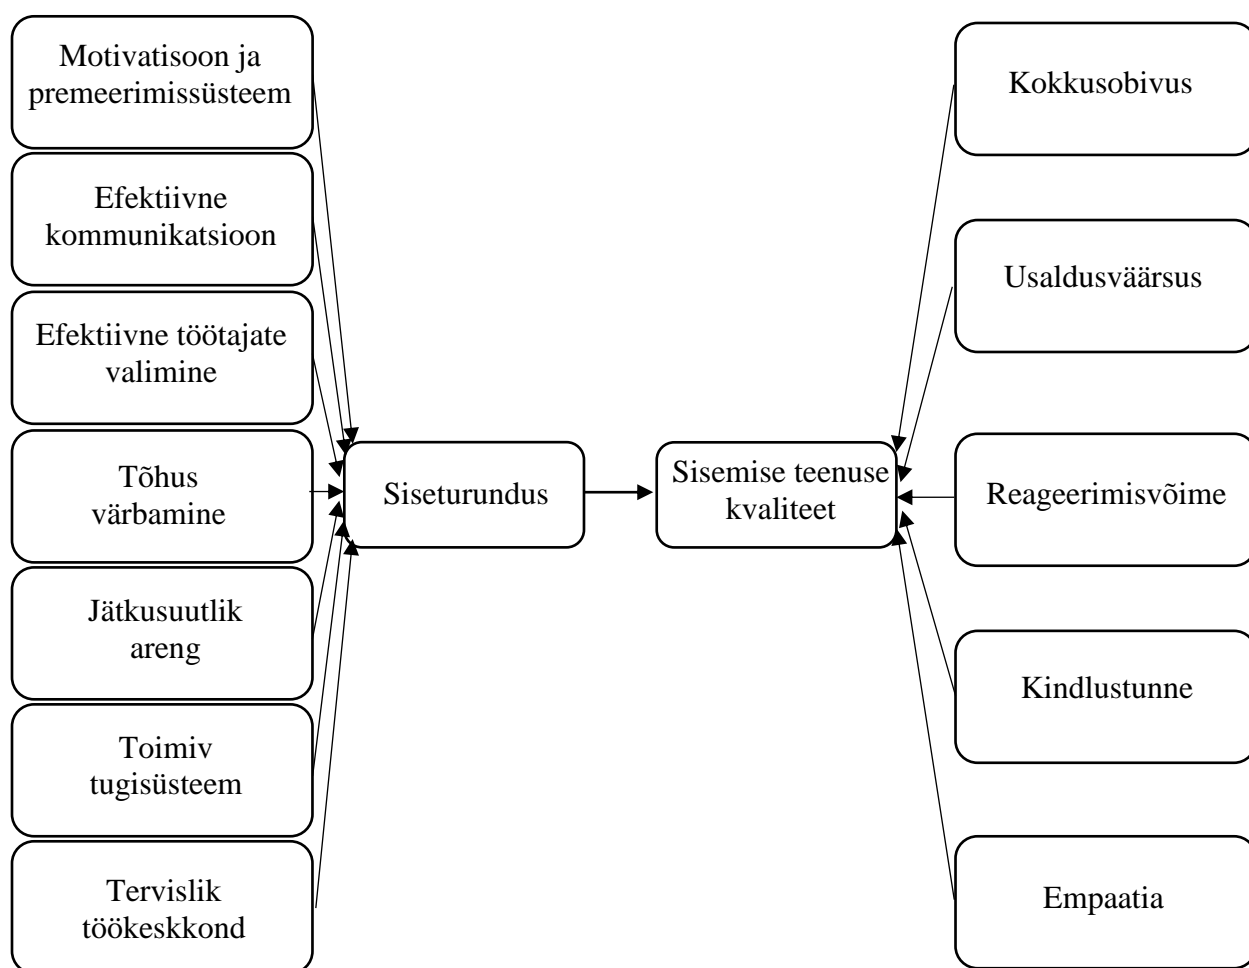 Motivatisoon ja
premeerimissüsteem
Efektiivne
kommunikatsioon
Efektiivne töötajate
valimine
Tõhus
värbamine
Jätkusuutlik
areng
Toimiv
tugisüsteem
Tervislik
töökeskkond
Siseturundus
Sisemise teenuse
kvaliteet
Kokkusobivus
Usaldusväärsus
Reageerimisvõime
Kindlustunne
Empaatia